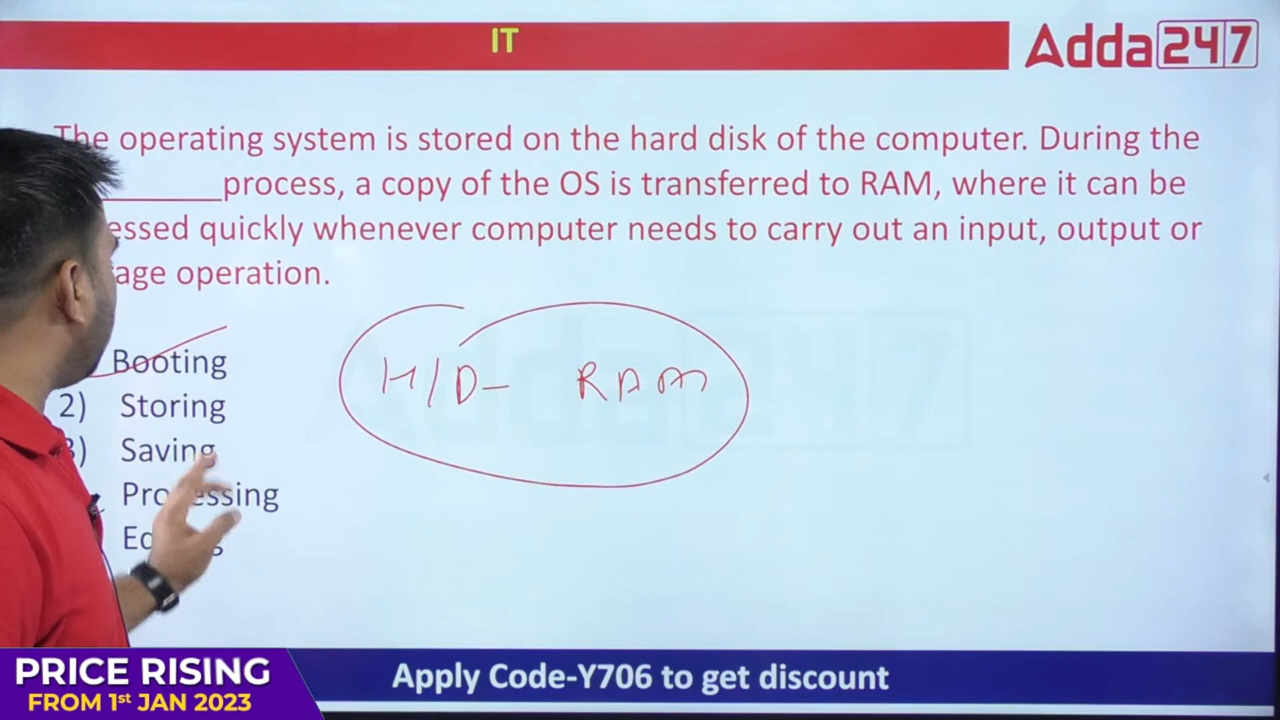 IT
Adda247
The operating system is stored on the hard disk of the computer. During the
process, a copy of the OS is transferred to RAM, where it can be
essed quickly whenever computer needs to carry out an input, output or
age operation.
Booting
2) Storing
3) Saving
Processing
H/D- RAM
PRICE RISING
FROM 1st JAN 2023
Apply Code-Y706 to get discount